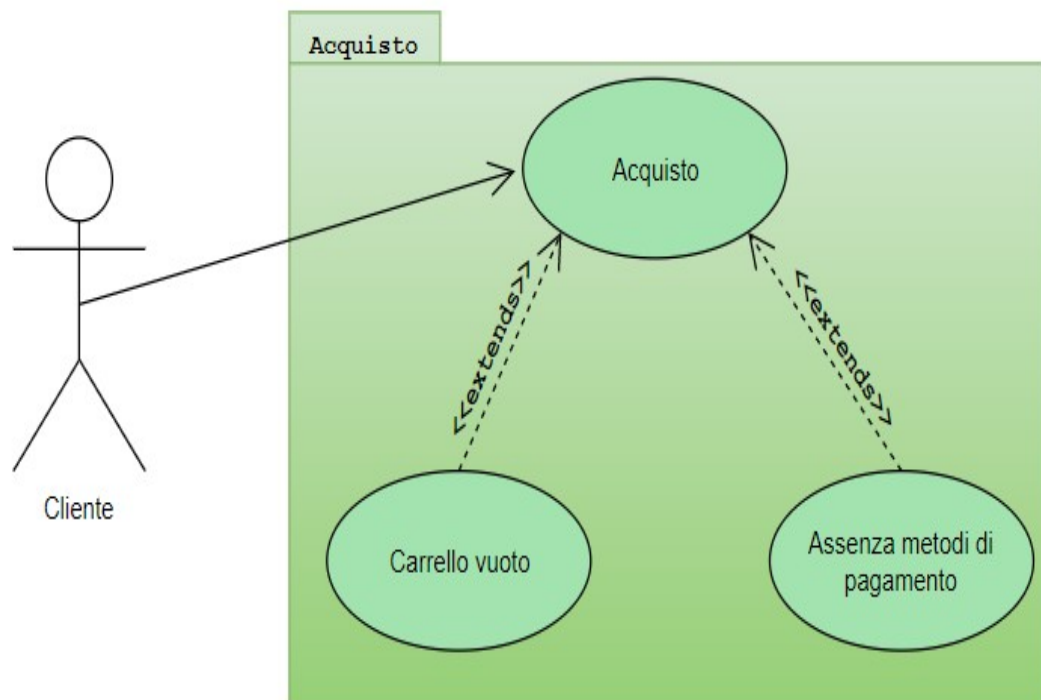 Acquisto
Acquisto
<<extends>>
<<extends>>
Cliente
Carrello vuoto
Assenza metodi di
pagamento